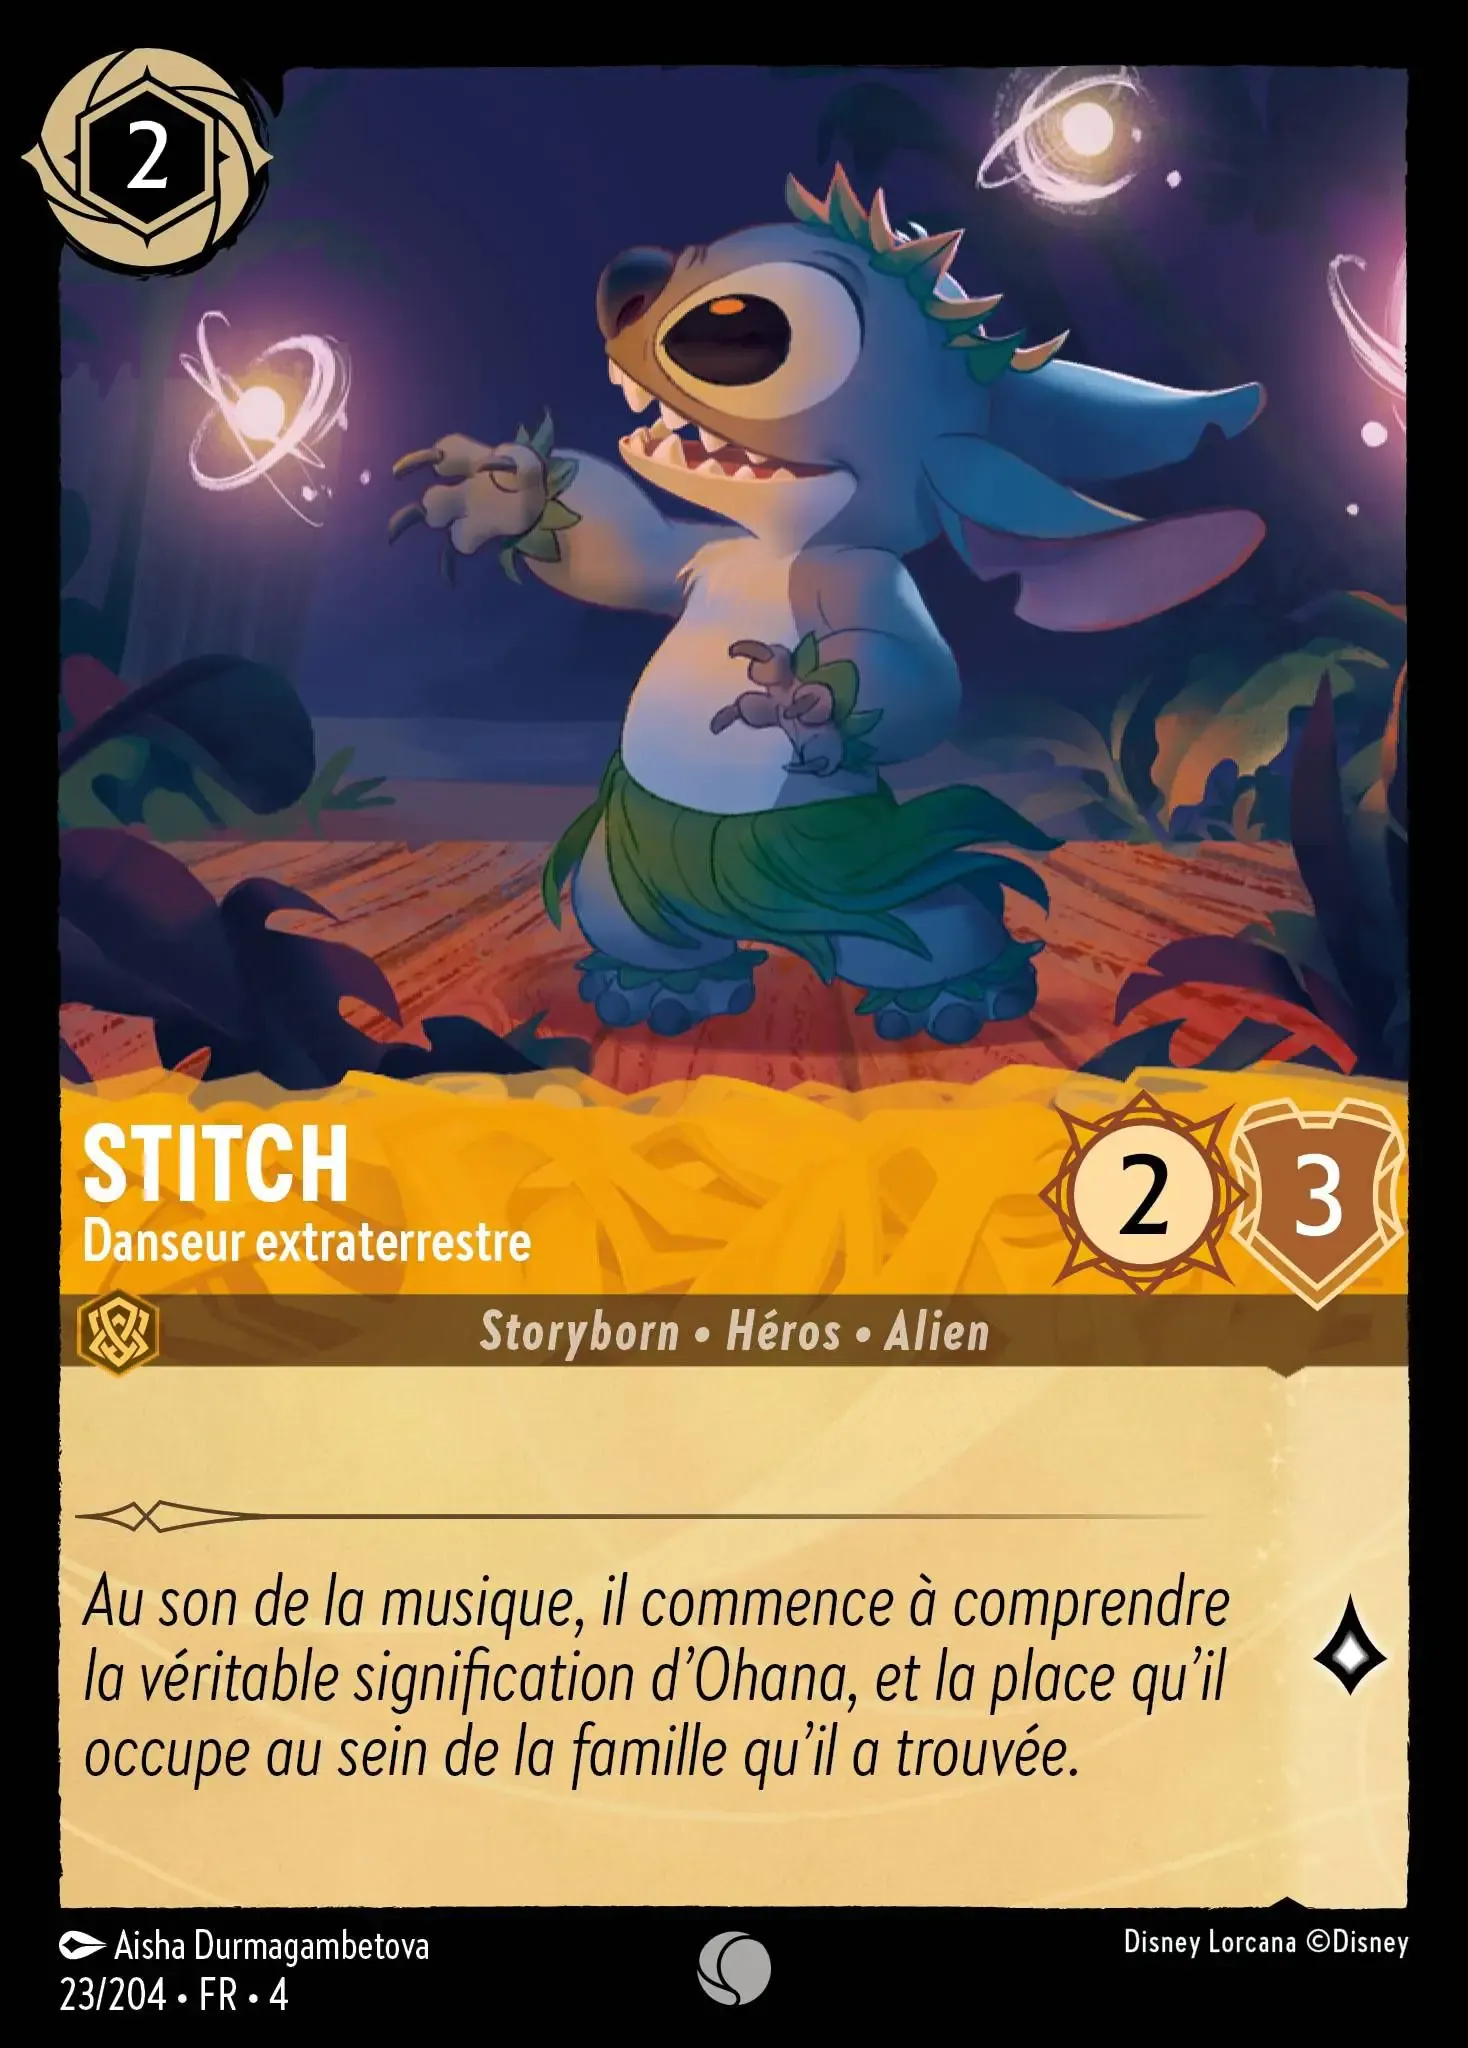 2
STITCH
Danseur extraterrestre
2
3
Storyborn • Héros • Alien
Au son de la musique, il commence à comprendre
la véritable signification d'Ohana, et la place qu'il
occupe au sein de la famille qu'il a trouvée.
Aisha Durmagambetova
Disney Lorcana ©Disney
23/204 • FR • 4